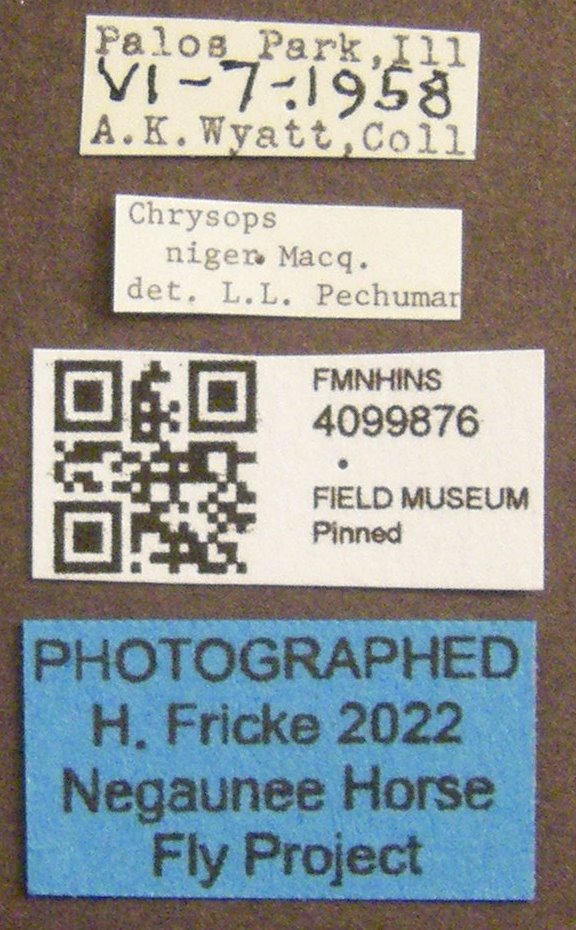 Palos Park, Ill
VI-7-1958
A.K.Wyatt, Coll
Chrysops
niger Macq.
det. L.L. Pechuman
FMNHINS
4099876
FIELD MUSEUM
Pinned
PHOTOGRAPHED
H. Fricke 2022
Negaunee Horse
Fly Project